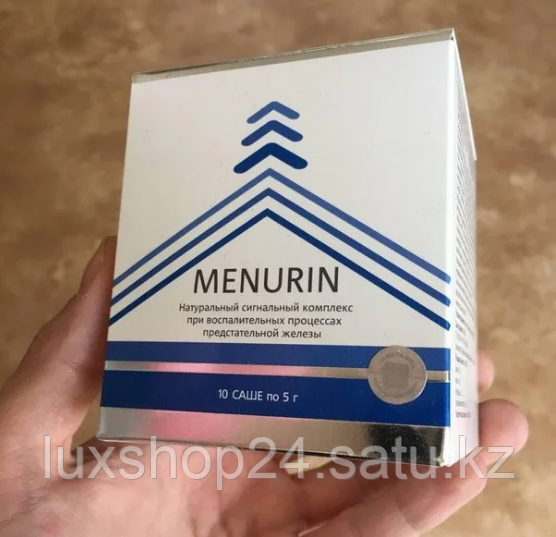 MENURIN
Натуральный сигнальный комплекс
при воспалительных процессах
предстательной железы
10 САШЕ по 5 г
luxshop24.satu.kz